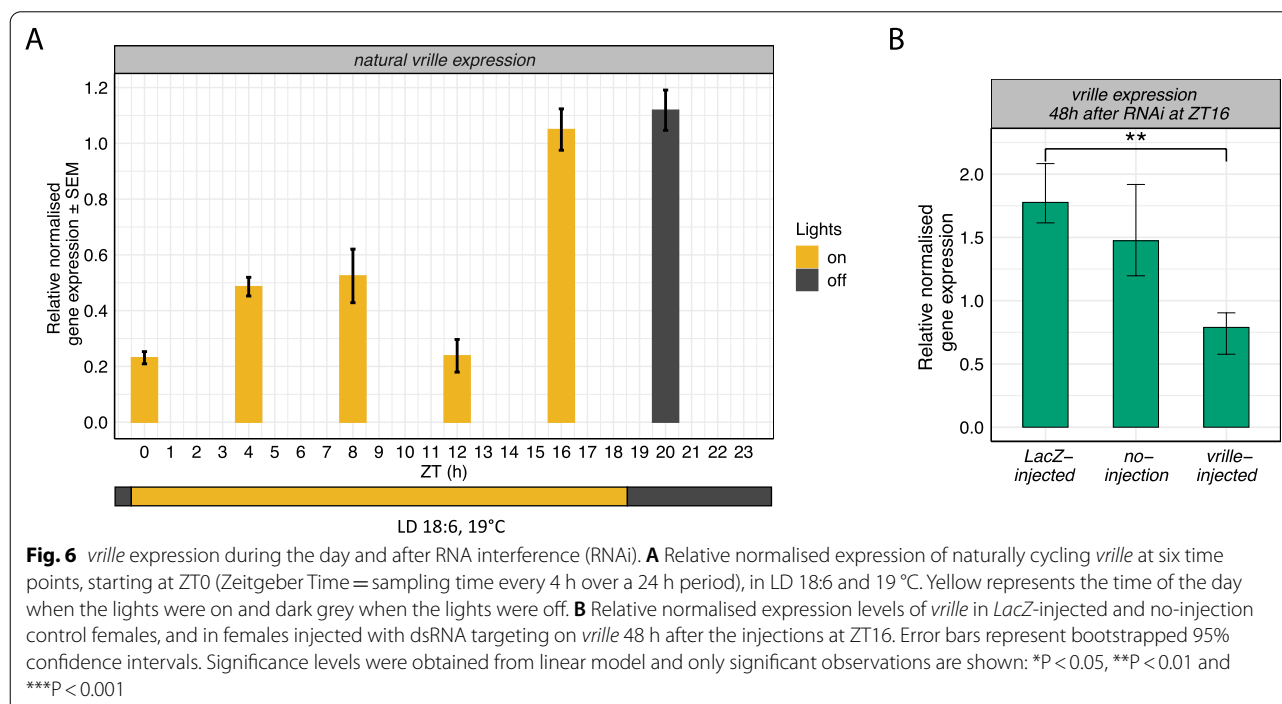 A
natural vrille expression
Relative normalised
gene expression ± SEM
1.2
1.0
0.8
0.6
0.4
0.2
0.0
0 1 2 3 4 5 6 7 8 9 10 11 12 13 14 15 16 17 18 19 20 21 22 23
ZT (h)
LD 18:6, 19°C
Lights
on
off
B
vrille expression
48h after RNAi at ZT16
**
Relative normalised
gene expression
2.0
1.5
1.0
0.5
0.0
LacZ–
injected
no–
injection
vrille–
injected
Fig. 6 vrille expression during the day and after RNA interference (RNAi). A Relative normalised expression of naturally cycling vrille at six time
points, starting at ZT0 (Zeitgeber Time = sampling time every 4 h over a 24 h period), in LD 18:6 and 19 °C. Yellow represents the time of the day
when the lights were on and dark grey when the lights were off. B Relative normalised expression levels of vrille in LacZ-injected and no-injection
control females, and in females injected with dsRNA targeting on vrille 48 h after the injections at ZT16. Error bars represent bootstrapped 95%
confidence intervals. Significance levels were obtained from linear model and only significant observations are shown: *P < 0.05, **P < 0.01 and
***P < 0.001